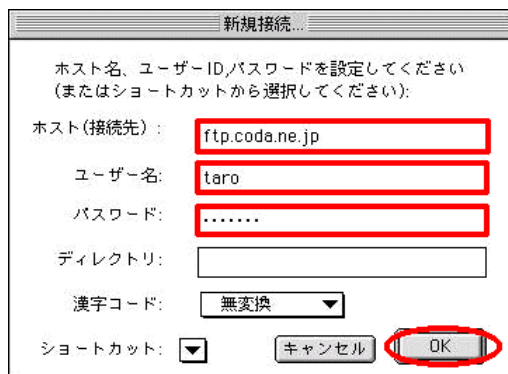 新規接続...
ホスト名、ユーザーID,パスワードを設定してください
(またはショートカットから選択してください):
ホスト(接続先):
ftp.coda.ne.jp
ユーザー名:
taro
パスワード:
•••••••
ディレクトリ:
漢字コード: 無変換
ショートカット: キャンセル OK